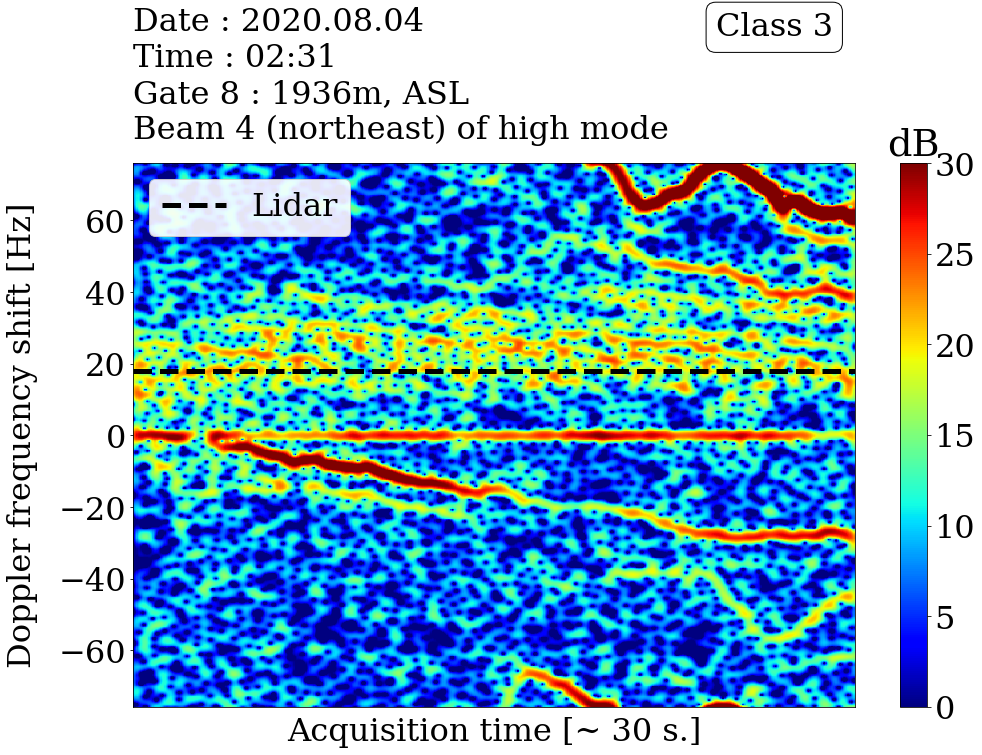 Date : 2020.08.04
Time : 02:31
Gate 8 : 1936m, ASL
Beam 4 (northeast) of high mode
Class 3
dB
Lidar
Doppler frequency shift [Hz]
60
40
20
0
−20
−40
−60
30
25
20
15
10
5
0
Acquisition time [~ 30 s.]